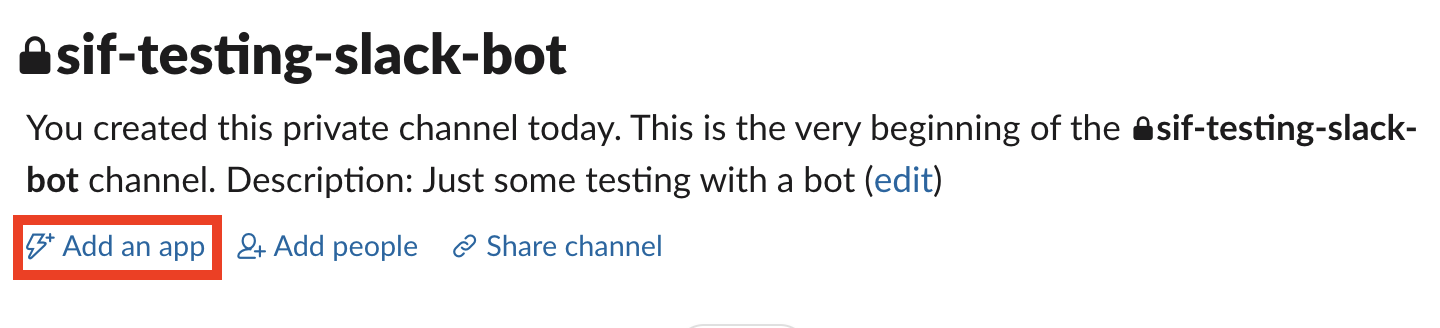 sif-testing-slack-bot
You created this private channel today. This is the very beginning of the sif-testing-slack-
bot channel. Description: Just some testing with a bot (edit)
Add an app Add people Share channel